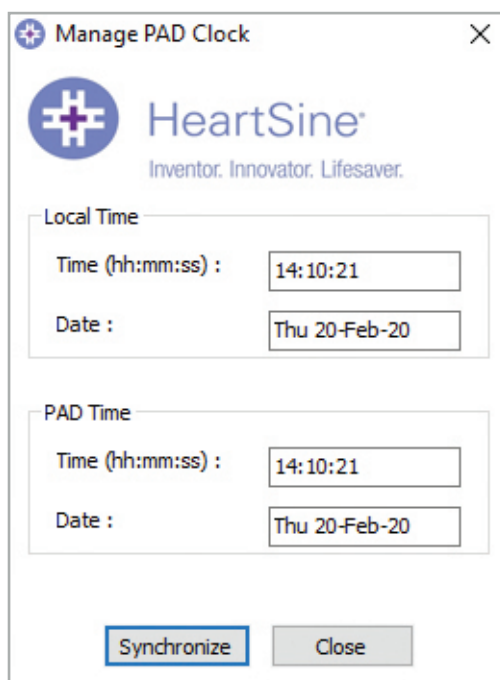 Manage PAD Clock
HeartSine®
Inventor. Innovator. Lifesaver.
Local Time
Time (hh:mm:ss) : 14:10:21
Date : Thu 20-Feb-20
PAD Time
Time (hh:mm:ss) : 14:10:21
Date : Thu 20-Feb-20
Synchronize Close